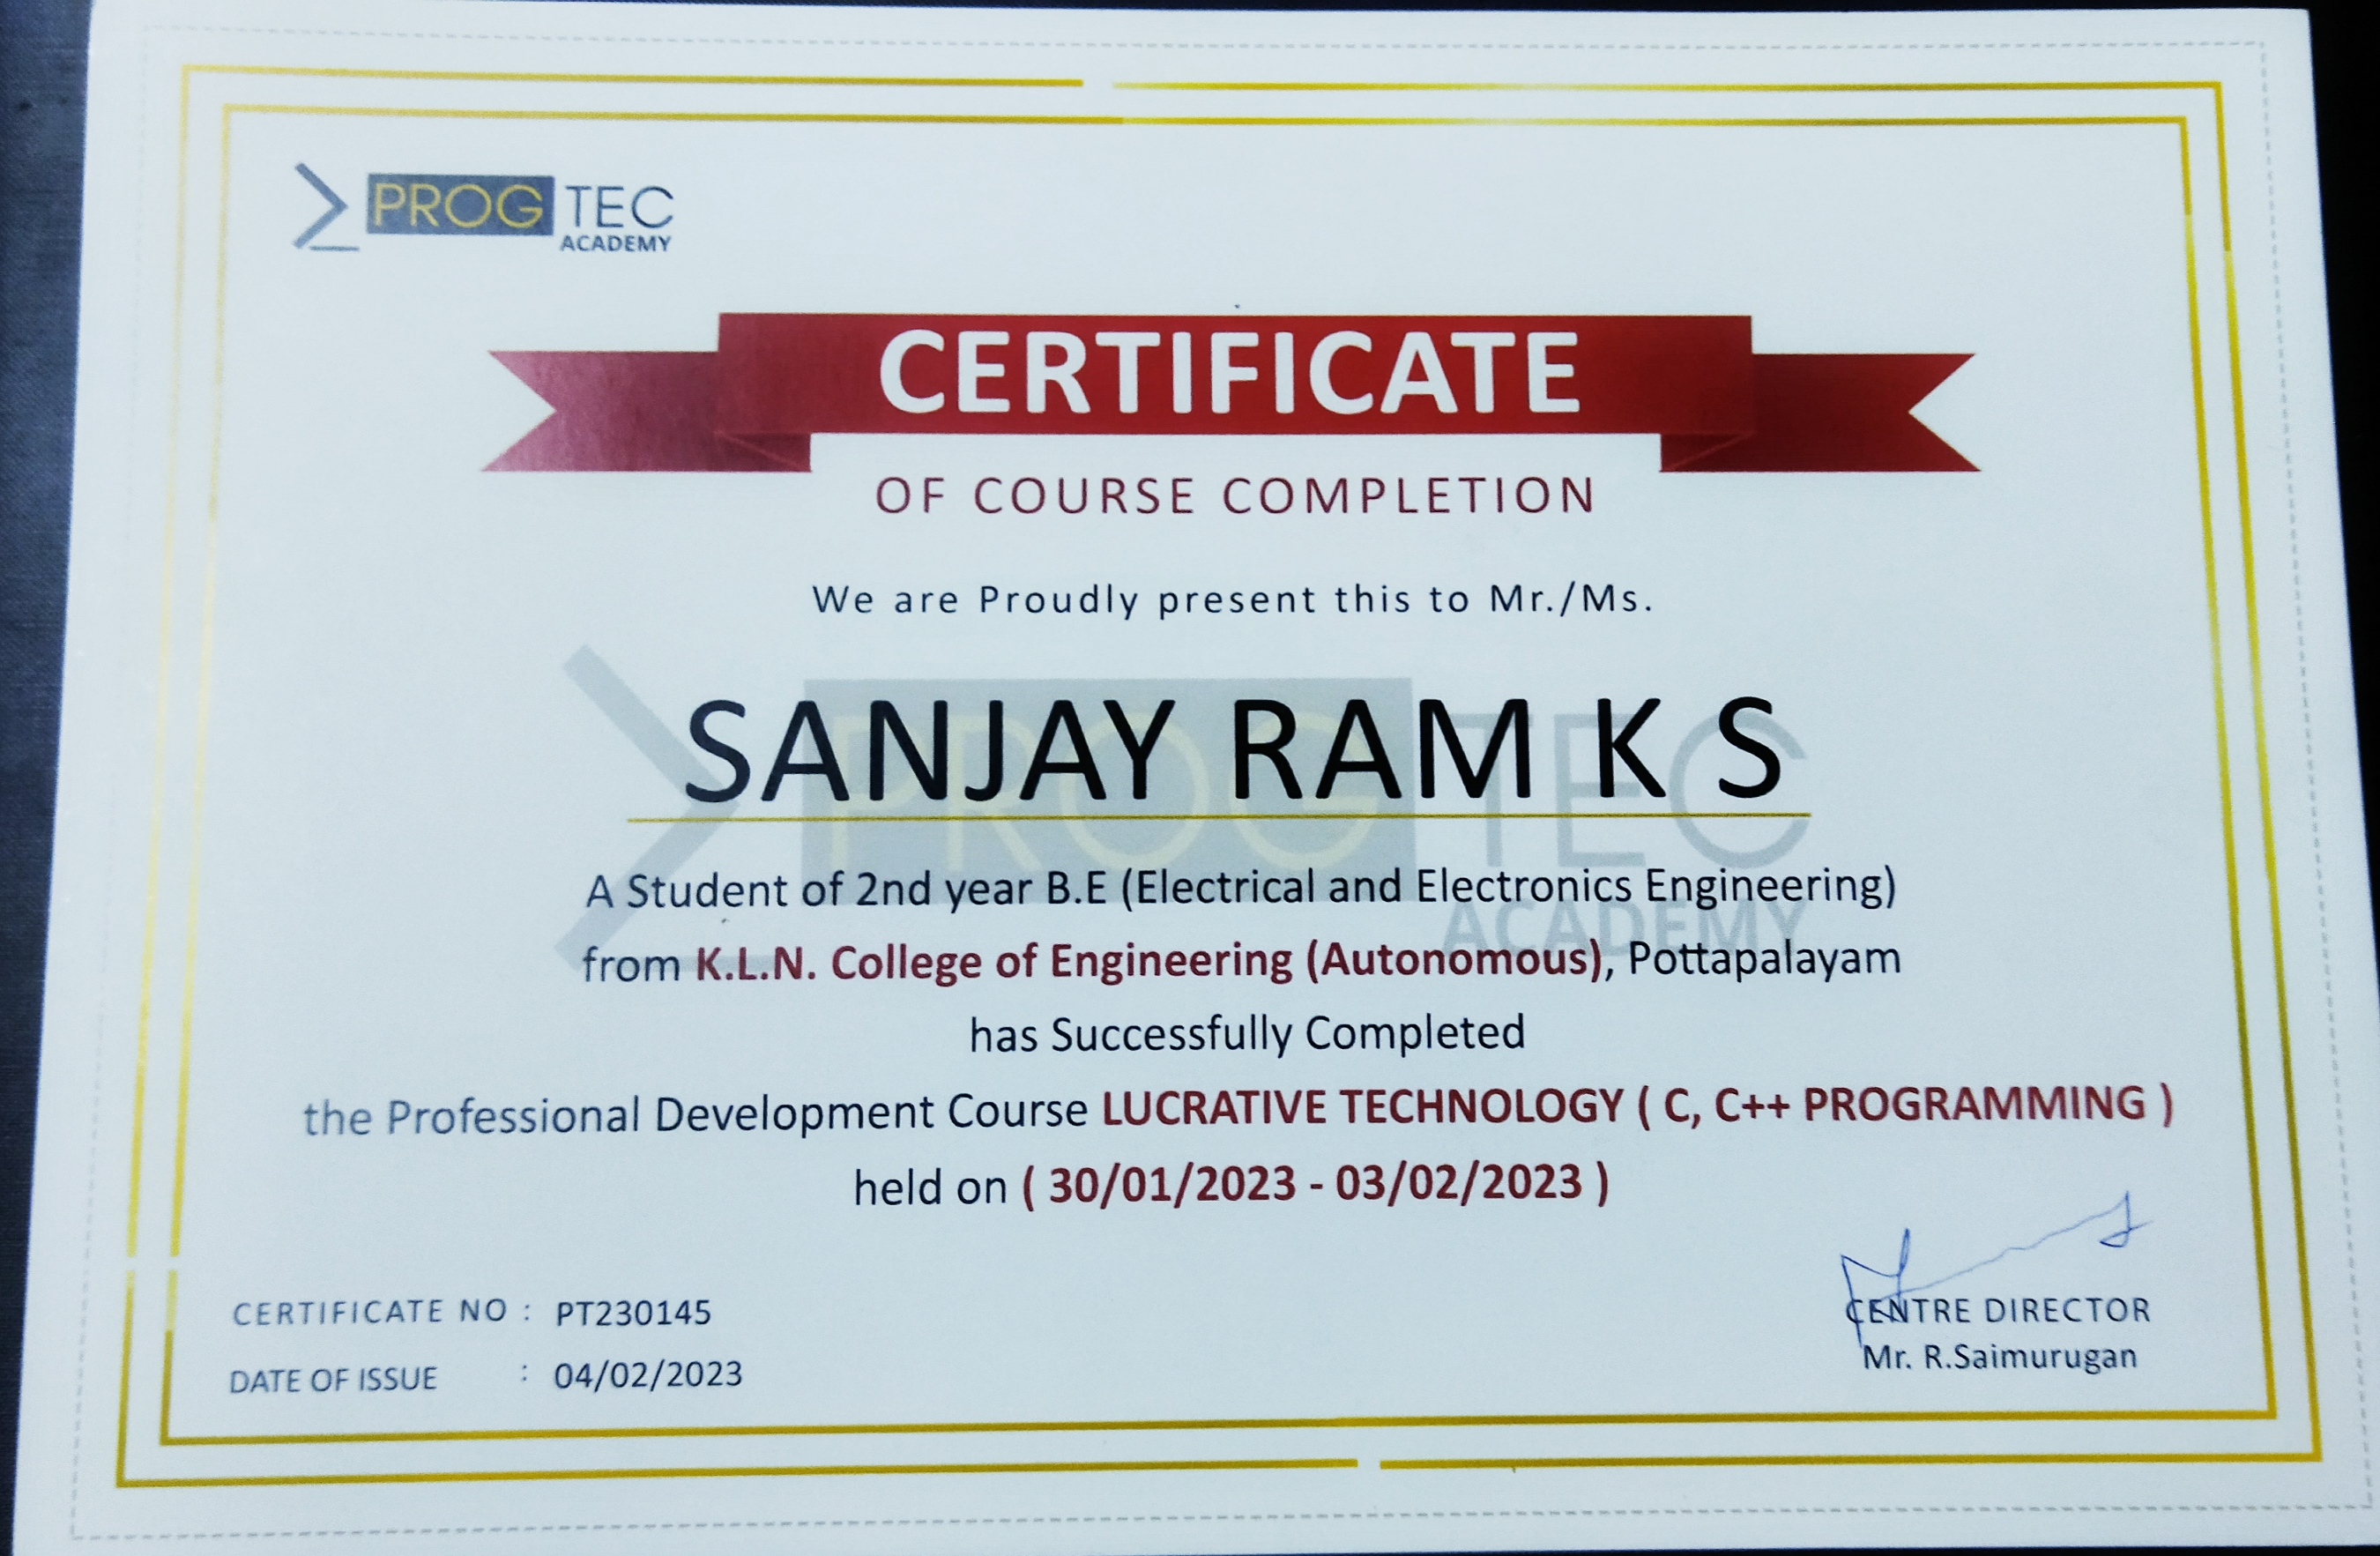 PROG TEC
ACADEMY
CERTIFICATE
OF COURSE COMPLETION
We are Proudly present this to Mr./Ms.
SANJAY RAM K S
A Student of 2nd year B.E (Electrical and Electronics Engineering)
from K.L.N. College of Engineering (Autonomous), Pottapalayam
has Successfully Completed
the Professional Development Course LUCRATIVE TECHNOLOGY ( C, C++ PROGRAMMING )
held on ( 30/01/2023 - 03/02/2023 )
CERTIFICATE NO : PT230145
DATE OF ISSUE : 04/02/2023
CENTRE DIRECTOR
Mr. R.Saimurugan
PROG TEC
ACADEMY